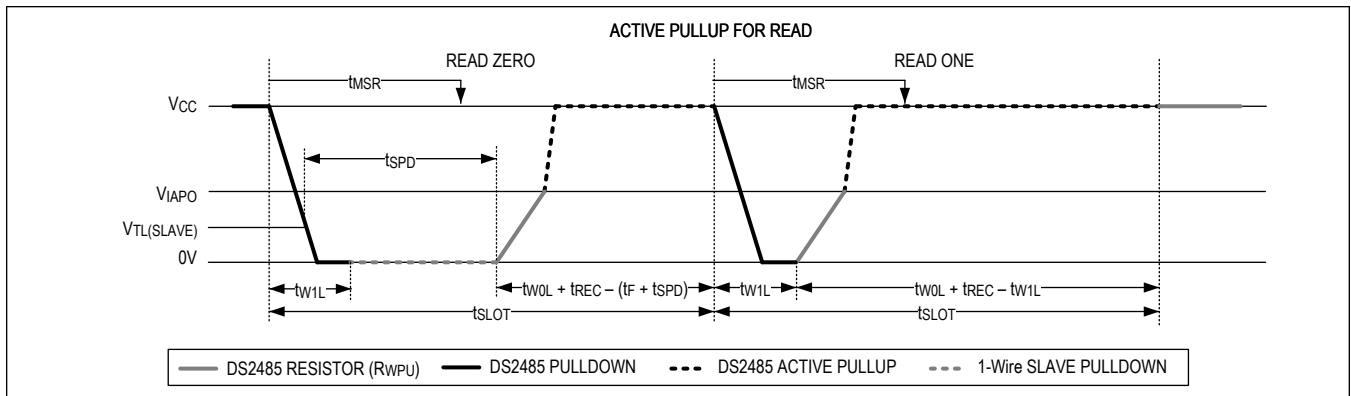 ACTIVE PULLUP FOR READ
READ ZERO
READ ONE
tMSR
tMSR
VCC
tSPD
VIAPO
VTL(SLAVE)
0V
tW1L
tW0L + tREC – (tF + tSPD)
tW1L
tW0L + tREC – tW1L
tSLOT
tSLOT
DS2485 RESISTOR (RWPU)
DS2485 PULLDOWN
DS2485 ACTIVE PULLUP
1-Wire SLAVE PULLDOWN